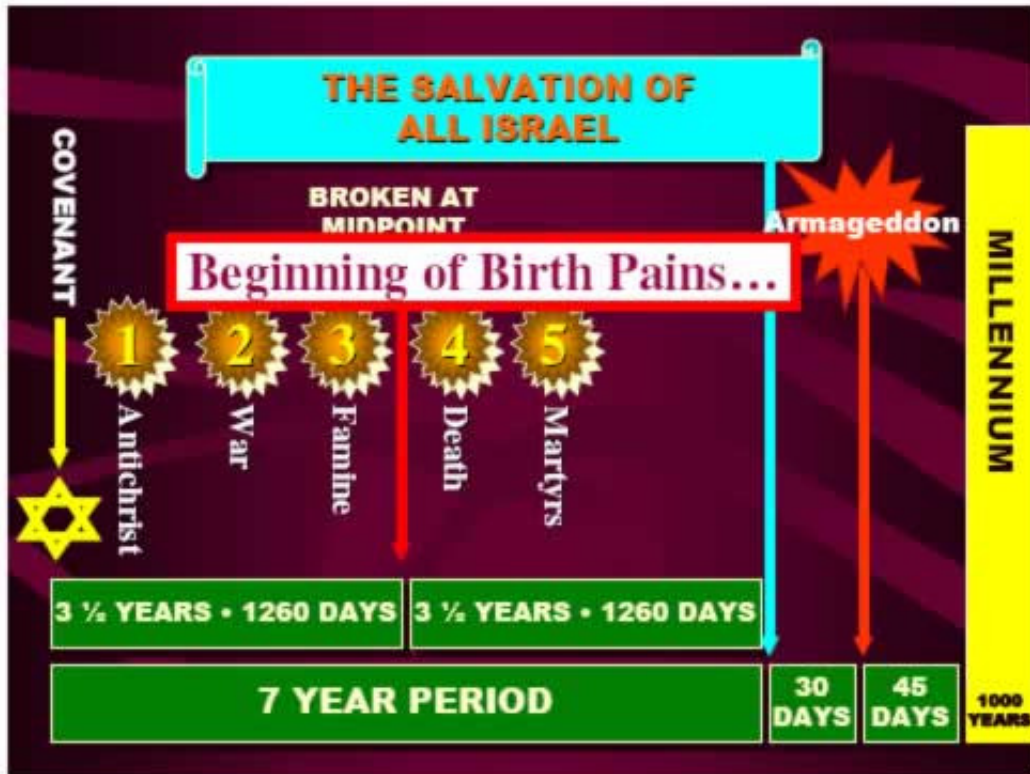 THE SALVATION OF
ALL ISRAEL
COVENANT
BROKEN AT
MIDPOINT
Armageddon
Beginning of Birth Pains…
MILLENNIUM
1
2
3
4
5
Antichrist
War
Famine
Death
Martyrs
3 ½ YEARS • 1260 DAYS
3 ½ YEARS • 1260 DAYS
7 YEAR PERIOD
30
DAYS
45
DAYS
1000
YEARS